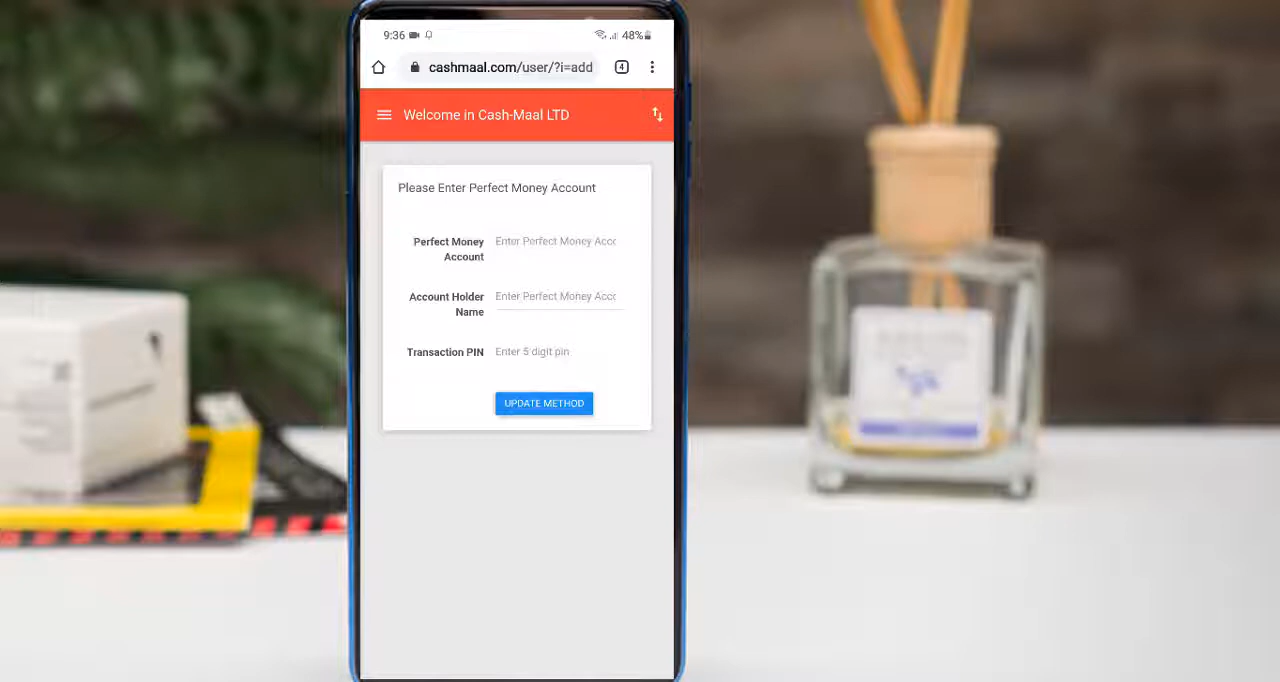 9:36
48%
cashmaal.com/user/?i=add
4
Welcome in Cash-Maal LTD
Please Enter Perfect Money Account
Perfect Money Account
Enter Perfect Money Acc
Account Holder Name
Enter Perfect Money Acc
Transaction PIN
Enter 5 digit pin
UPDATE METHOD